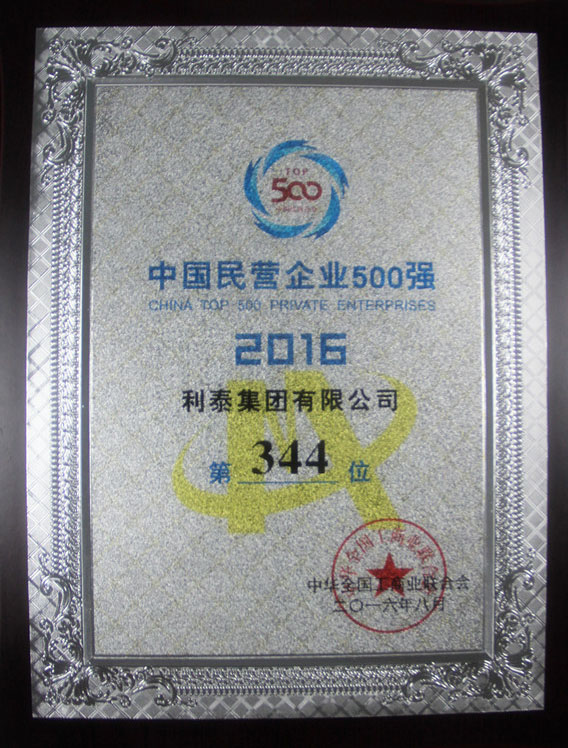 TOP
500
中国民营企业500强
CHINA TOP 500 PRIVATE ENTERPRISES
2016
利泰集团有限公司
第 344 位
中华全国工商业联合会
二〇一六年八月